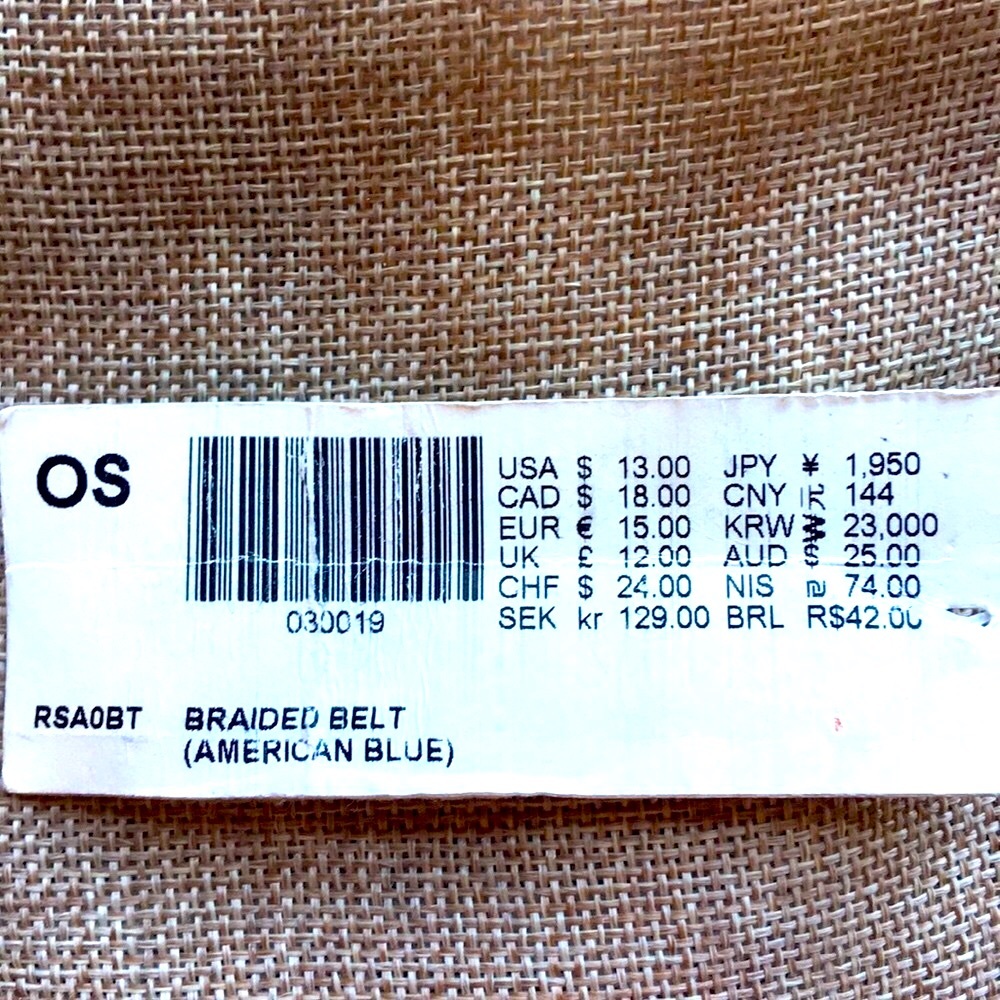 OS
030019
USA $ 13.00 JPY ¥ 1,950
CAD $ 18.00 CNY 元 144
EUR € 15.00 KRW ₩ 23,000
UK £ 12.00 AUD $ 25.00
CHF $ 24.00 NIS ₪ 74.00
SEK kr 129.00 BRL R$42.00
RSA0BT BRAIDED BELT
(AMERICAN BLUE)